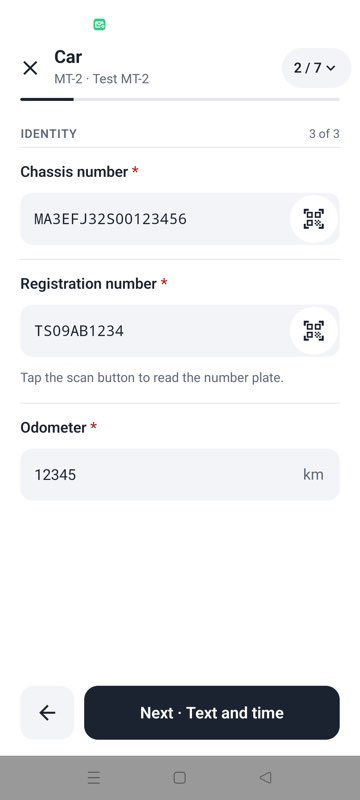 Car
MT-2 · Test MT-2
2 / 7
IDENTITY
3 of 3
Chassis number *
MA3EFJ32S00123456
Registration number *
TS09AB1234
Tap the scan button to read the number plate.
Odometer *
12345
km
Next · Text and time